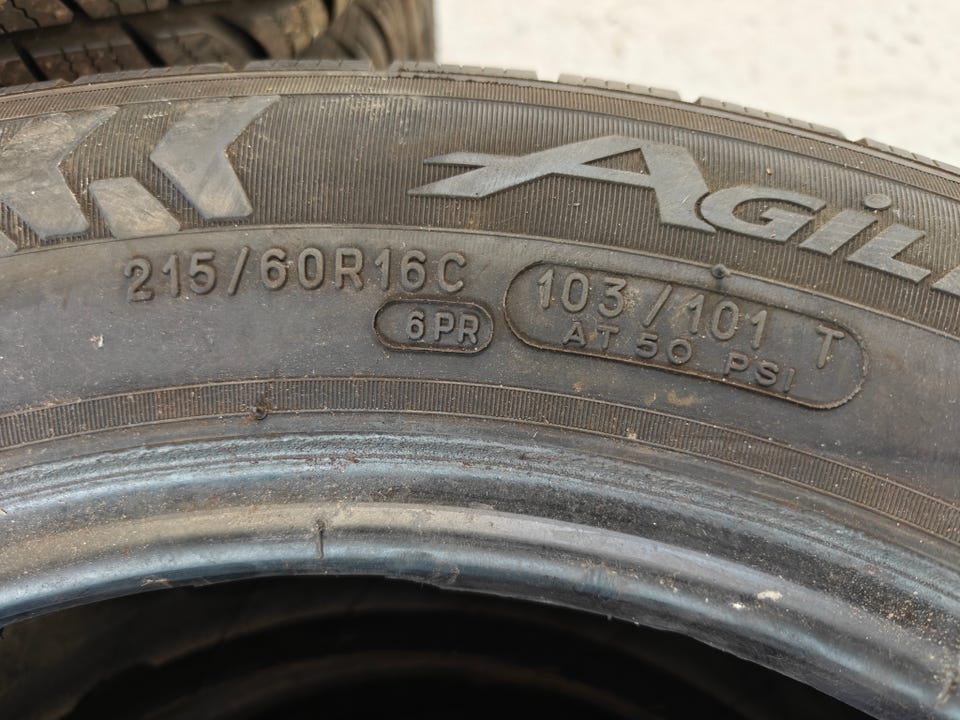 AGiL
215/60R16C
6PR
103/101 T
AT 50 PSI